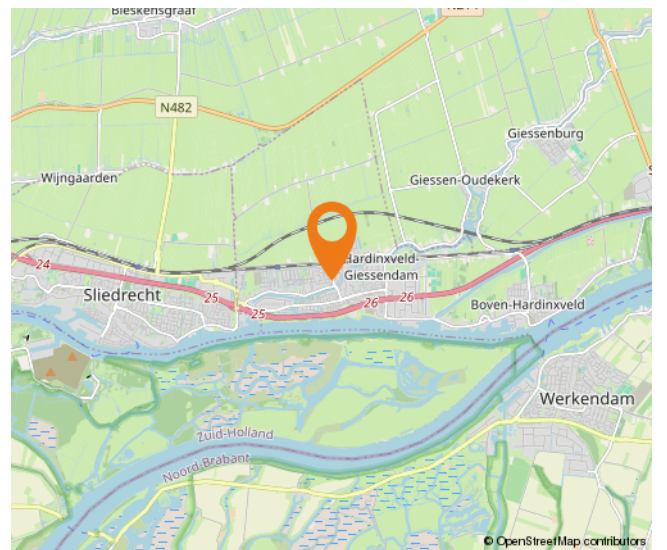 Bleskensgraaf
N482
Giessenburg
Wijngaarden
Giessen-Oudekerk
Hardinxveld-
Giessendam
24
Sliedrecht
25
25
26
26
Boven-Hardinxveld
Werkendam
Zuid-Holland
Noord-Brabant
© OpenStreetMap contributors